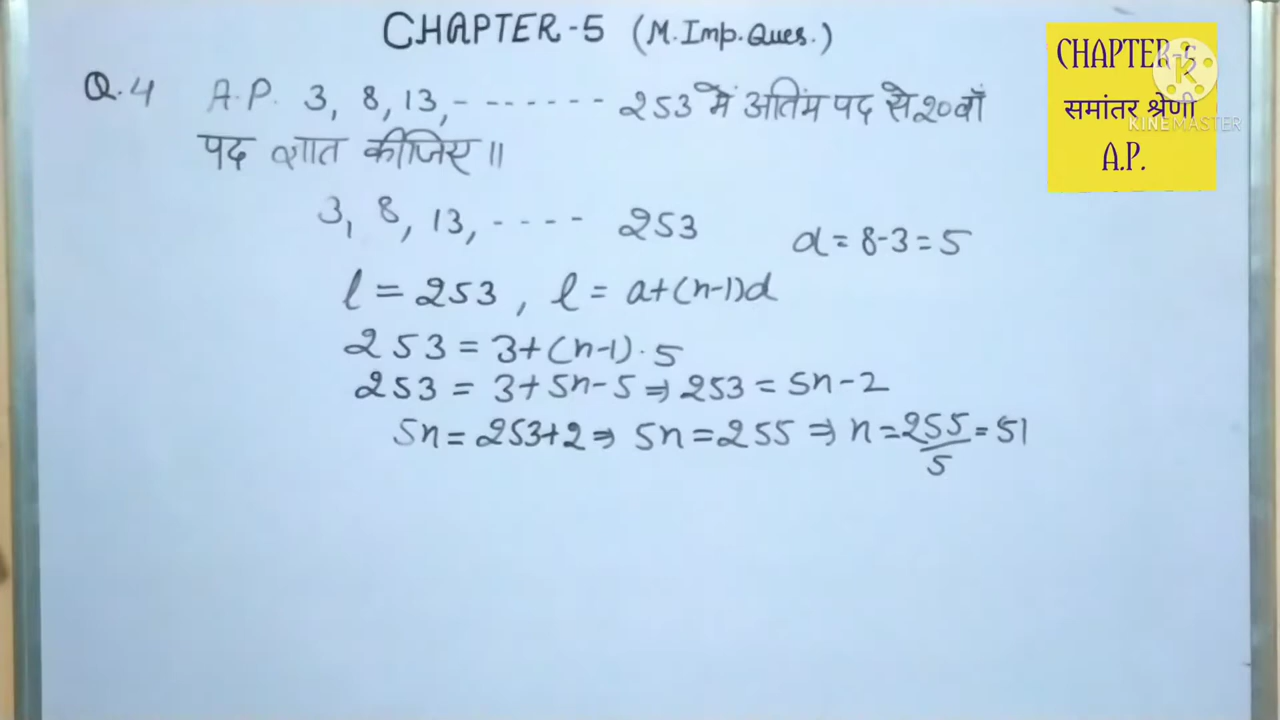 CHAPTER-5 (M.Imp.Ques.)
Q.4 A.P. 3, 8, 13, - - - - - - - 253 में अंतिम पद से 20वाँ
पद ज्ञात कीजिए॥
3, 8, 13, - - - - 253 d = 8-3 = 5
l = 253 , l = a+(n-1)d
253 = 3+(n-1)·5
253 = 3+5n-5 ⇒ 253 = 5n-2
5n = 253+2 ⇒ 5n = 255 ⇒ n = 255/5 = 51
CHAPTER-5
समांतर श्रेणी
A.P.
KINEMASTER